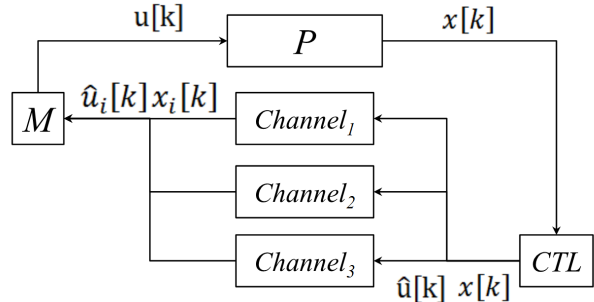 u[k]
P
x[k]
M
û_i[k] x_i[k]
Channel_1
Channel_2
Channel_3
CTL
û[k] x[k]